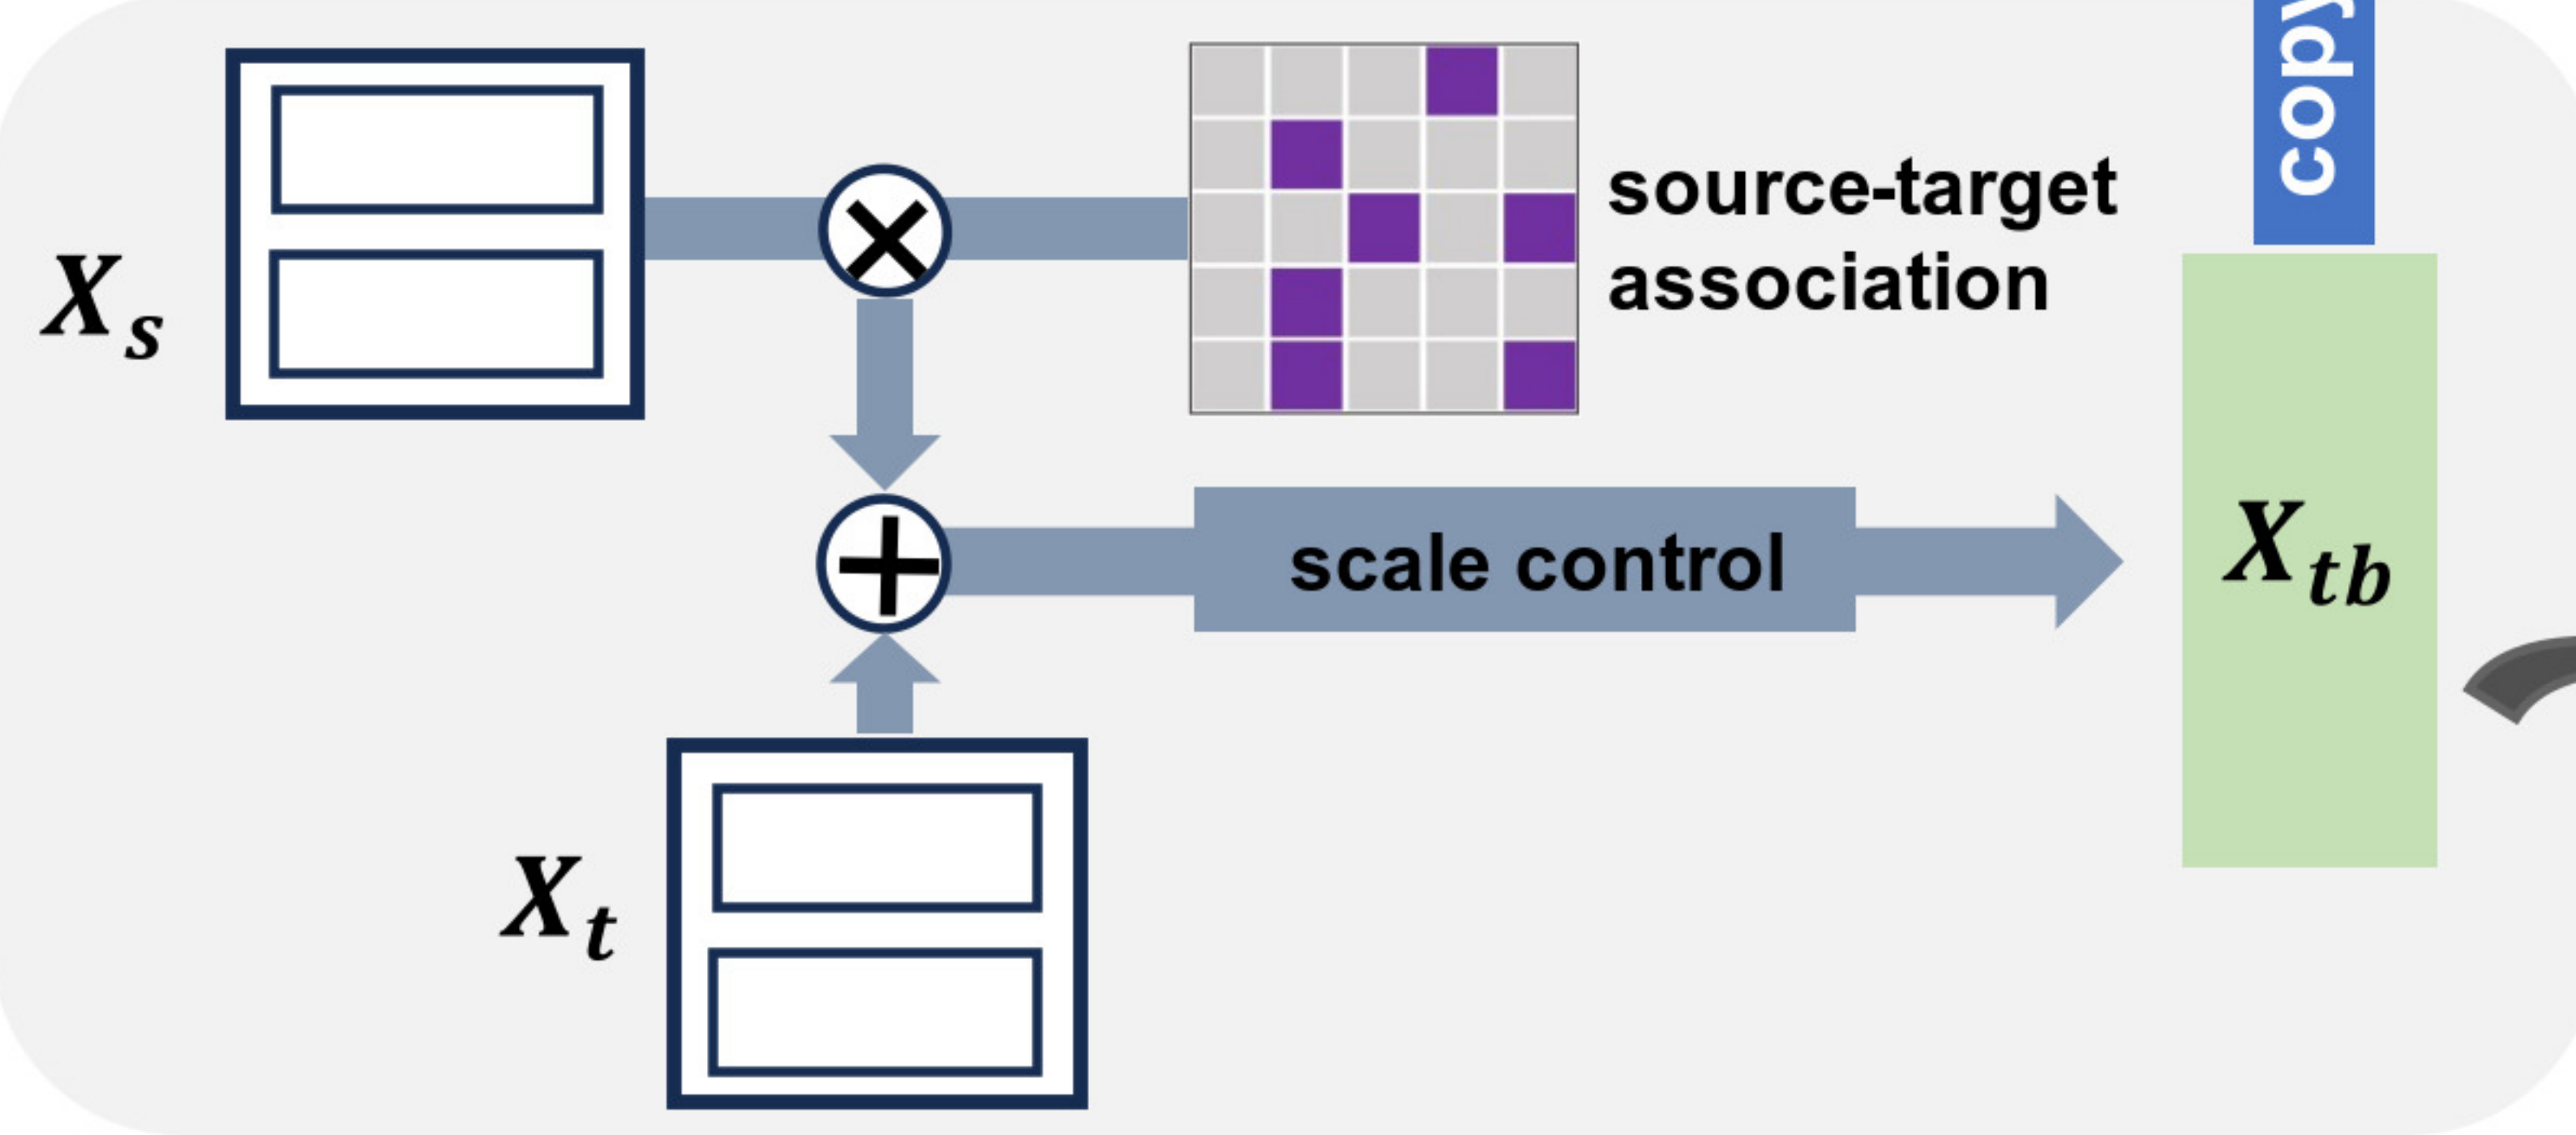 copy
source-target
association
X_s
scale control
X_tb
X_t